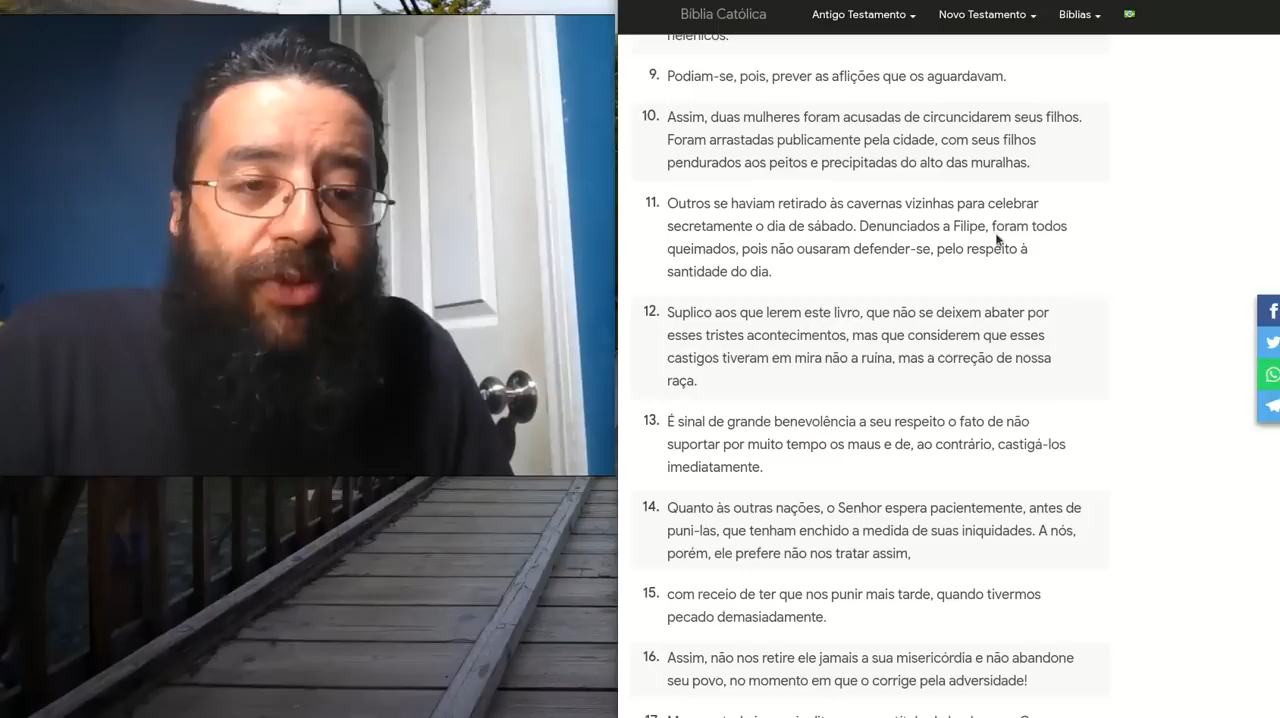 Bíblia Católica
Antigo Testamento
Novo Testamento
Bíblias
helênicos.
9. Podiam-se, pois, prever as aflições que os aguardavam.
10. Assim, duas mulheres foram acusadas de circuncidarem seus filhos.
Foram arrastadas publicamente pela cidade, com seus filhos
pendurados aos peitos e precipitadas do alto das muralhas.
11. Outros se haviam retirado às cavernas vizinhas para celebrar
secretamente o dia de sábado. Denunciados a Filipe, foram todos
queimados, pois não ousaram defender-se, pelo respeito à
santidade do dia.
12. Suplico aos que lerem este livro, que não se deixem abater por
esses tristes acontecimentos, mas que considerem que esses
castigos tiveram em mira não a ruína, mas a correção de nossa
raça.
13. É sinal de grande benevolência a seu respeito o fato de não
suportar por muito tempo os maus e de, ao contrário, castigá-los
imediatamente.
14. Quanto às outras nações, o Senhor espera pacientemente, antes de
puni-las, que tenham enchido a medida de suas iniquidades. A nós,
porém, ele prefere não nos tratar assim,
15. com receio de ter que nos punir mais tarde, quando tivermos
pecado demasiadamente.
16. Assim, não nos retire ele jamais a sua misericórdia e não abandone
seu povo, no momento em que o corrige pela adversidade!